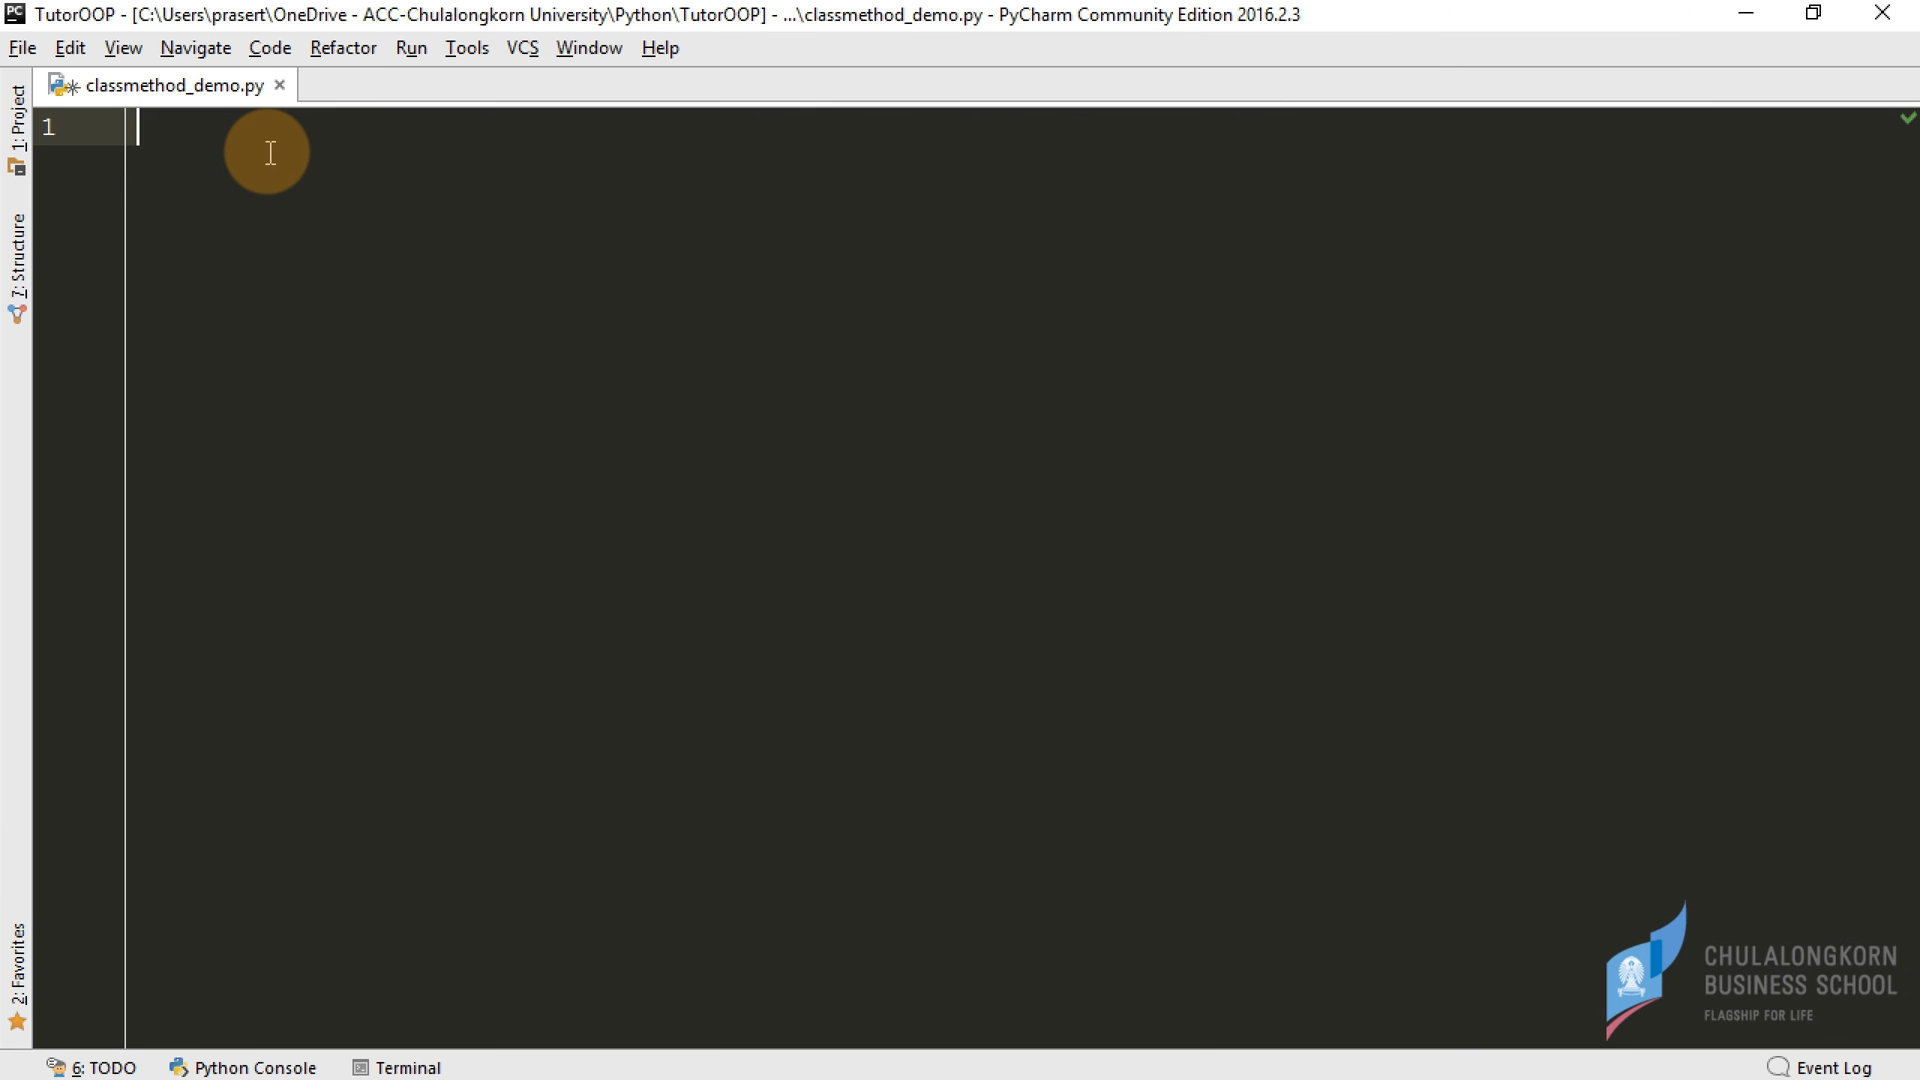 TutorOOP - [C:\Users\prasert\OneDrive - ACC-Chulalongkorn University\Python\TutorOOP] - ...\classmethod_demo.py - PyCharm Community Edition 2016.2.3
File Edit View Navigate Code Refactor Run Tools VCS Window Help
classmethod_demo.py
1: Project
1
7: Structure
2: Favorites
CHULALONGKORN
BUSINESS SCHOOL
FLAGSHIP FOR LIFE
6: TODO Python Console Terminal Event Log